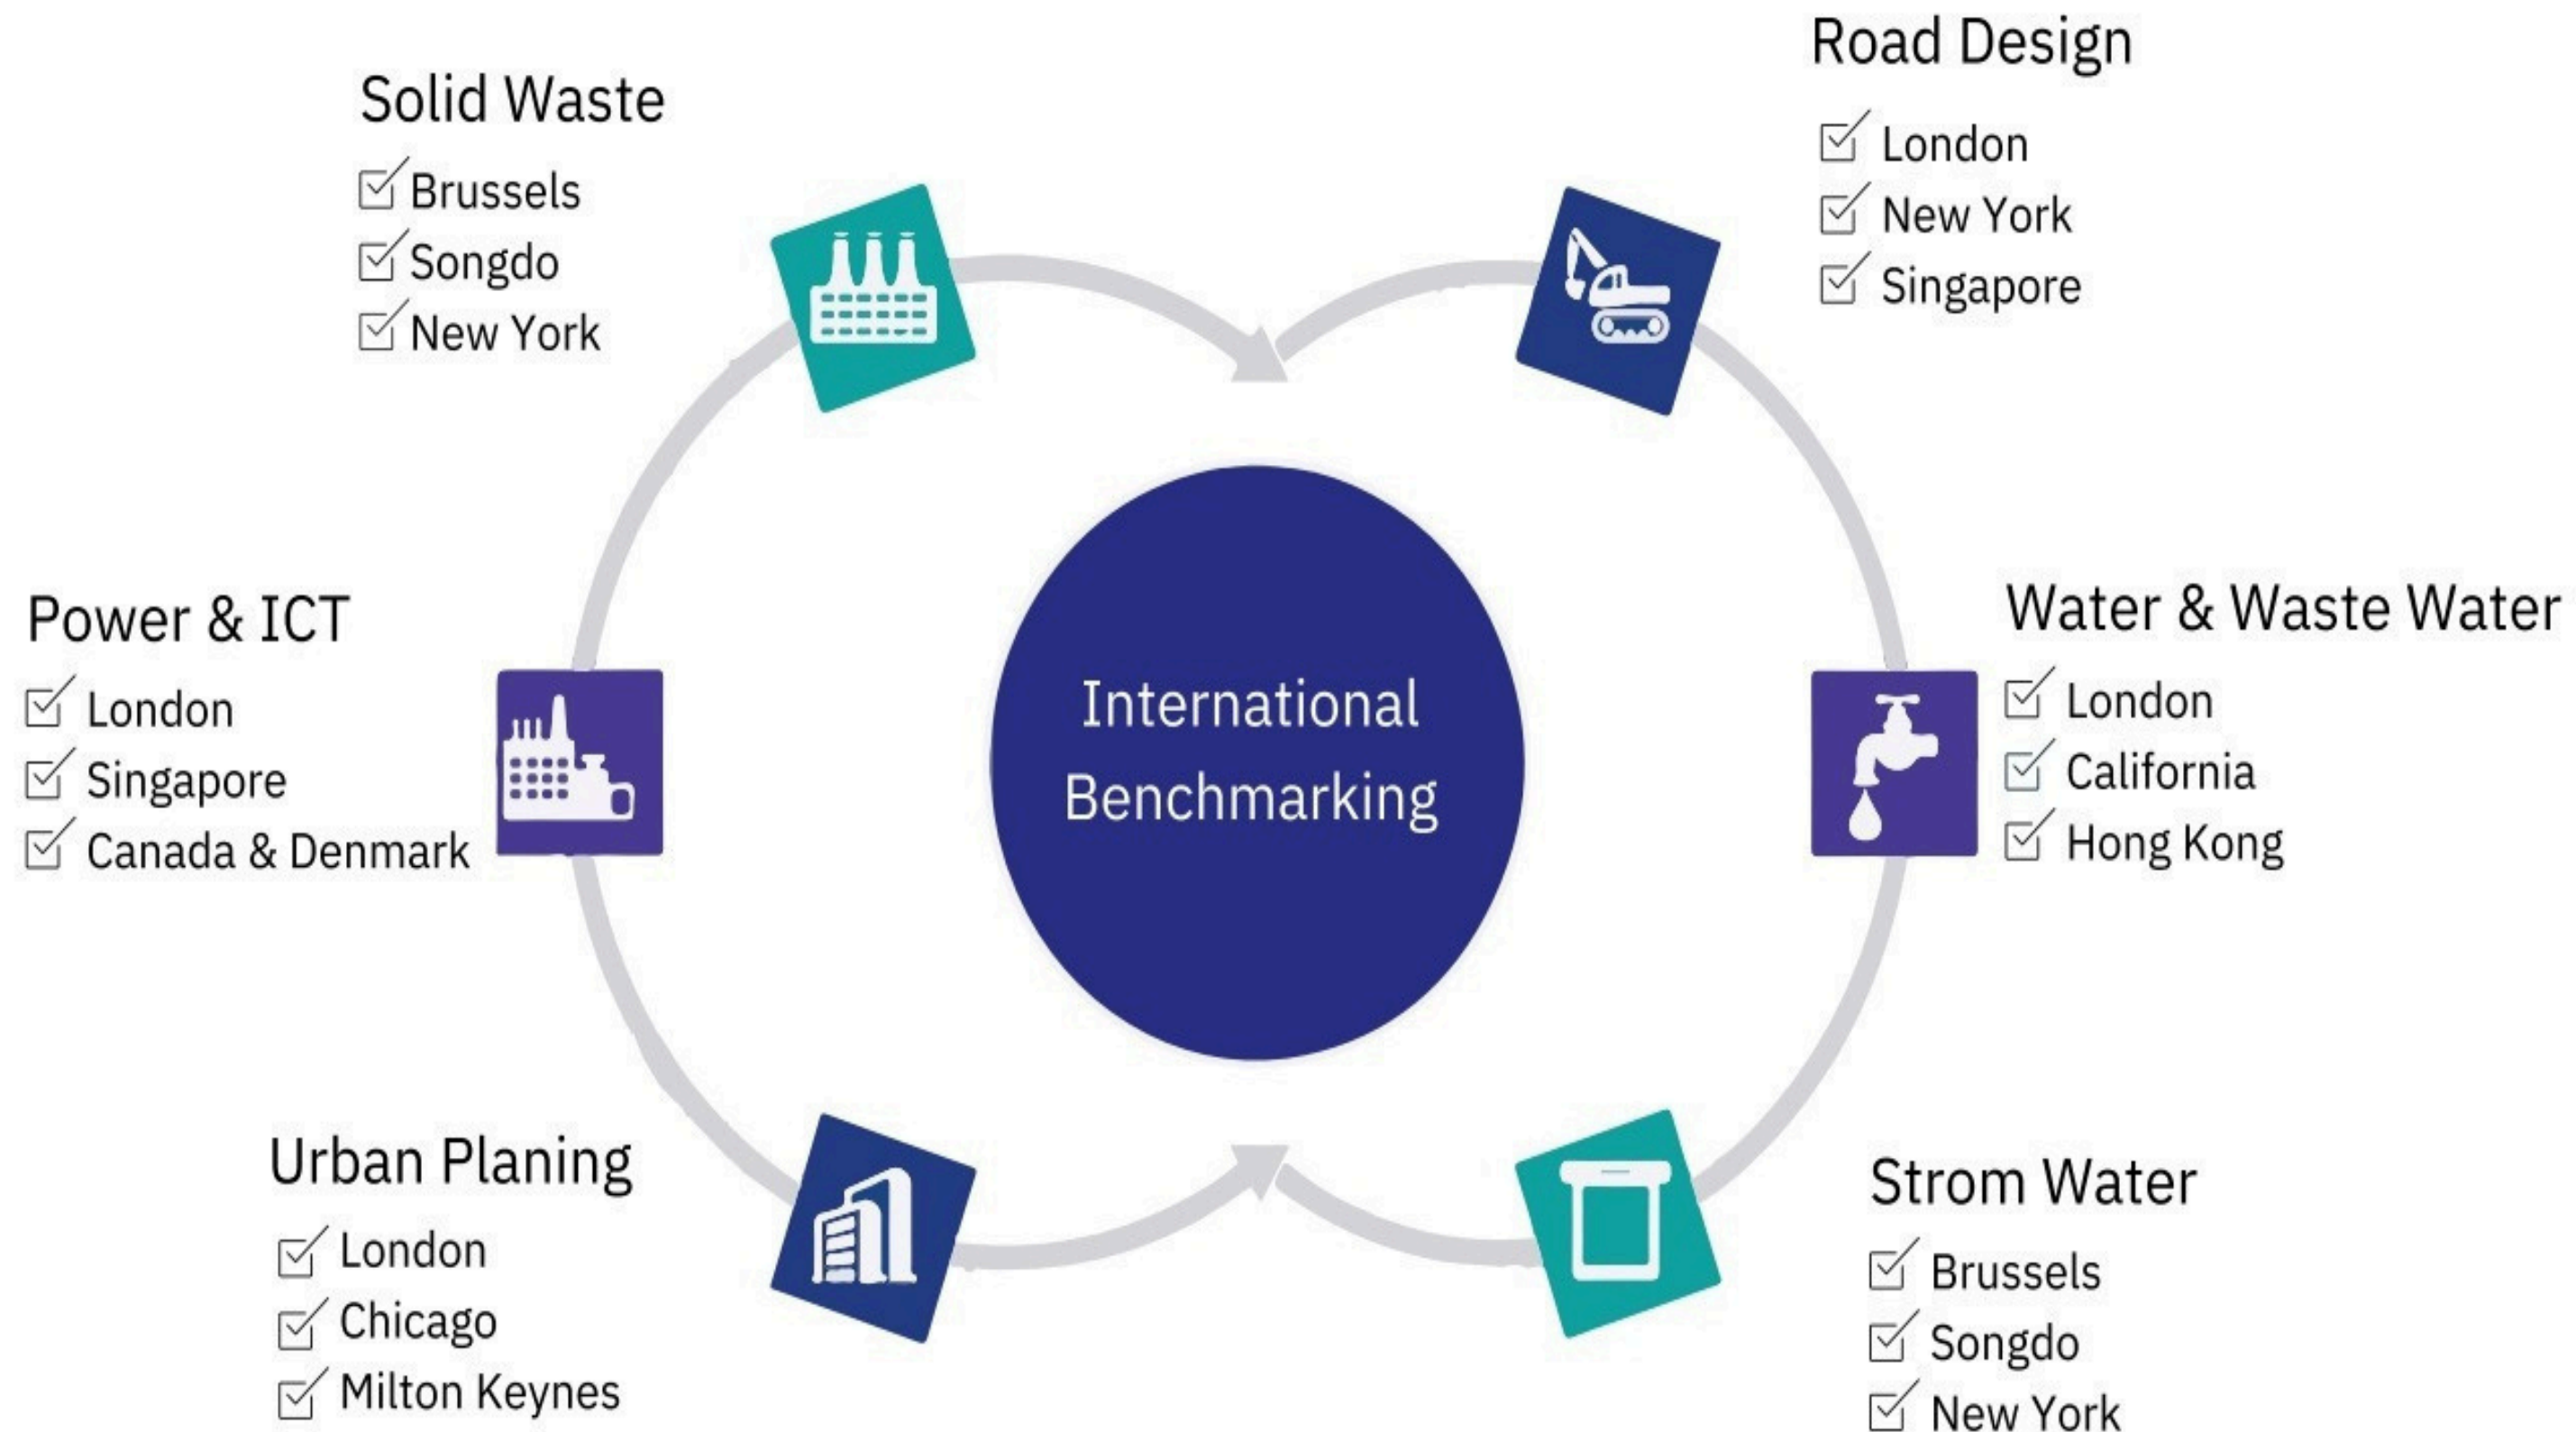 Solid Waste
Brussels
Songdo
New York
Road Design
London
New York
Singapore
Power & ICT
London
Singapore
Canada & Denmark
International
Benchmarking
Water & Waste Water
London
California
Hong Kong
Urban Planing
London
Chicago
Milton Keynes
Strom Water
Brussels
Songdo
New York